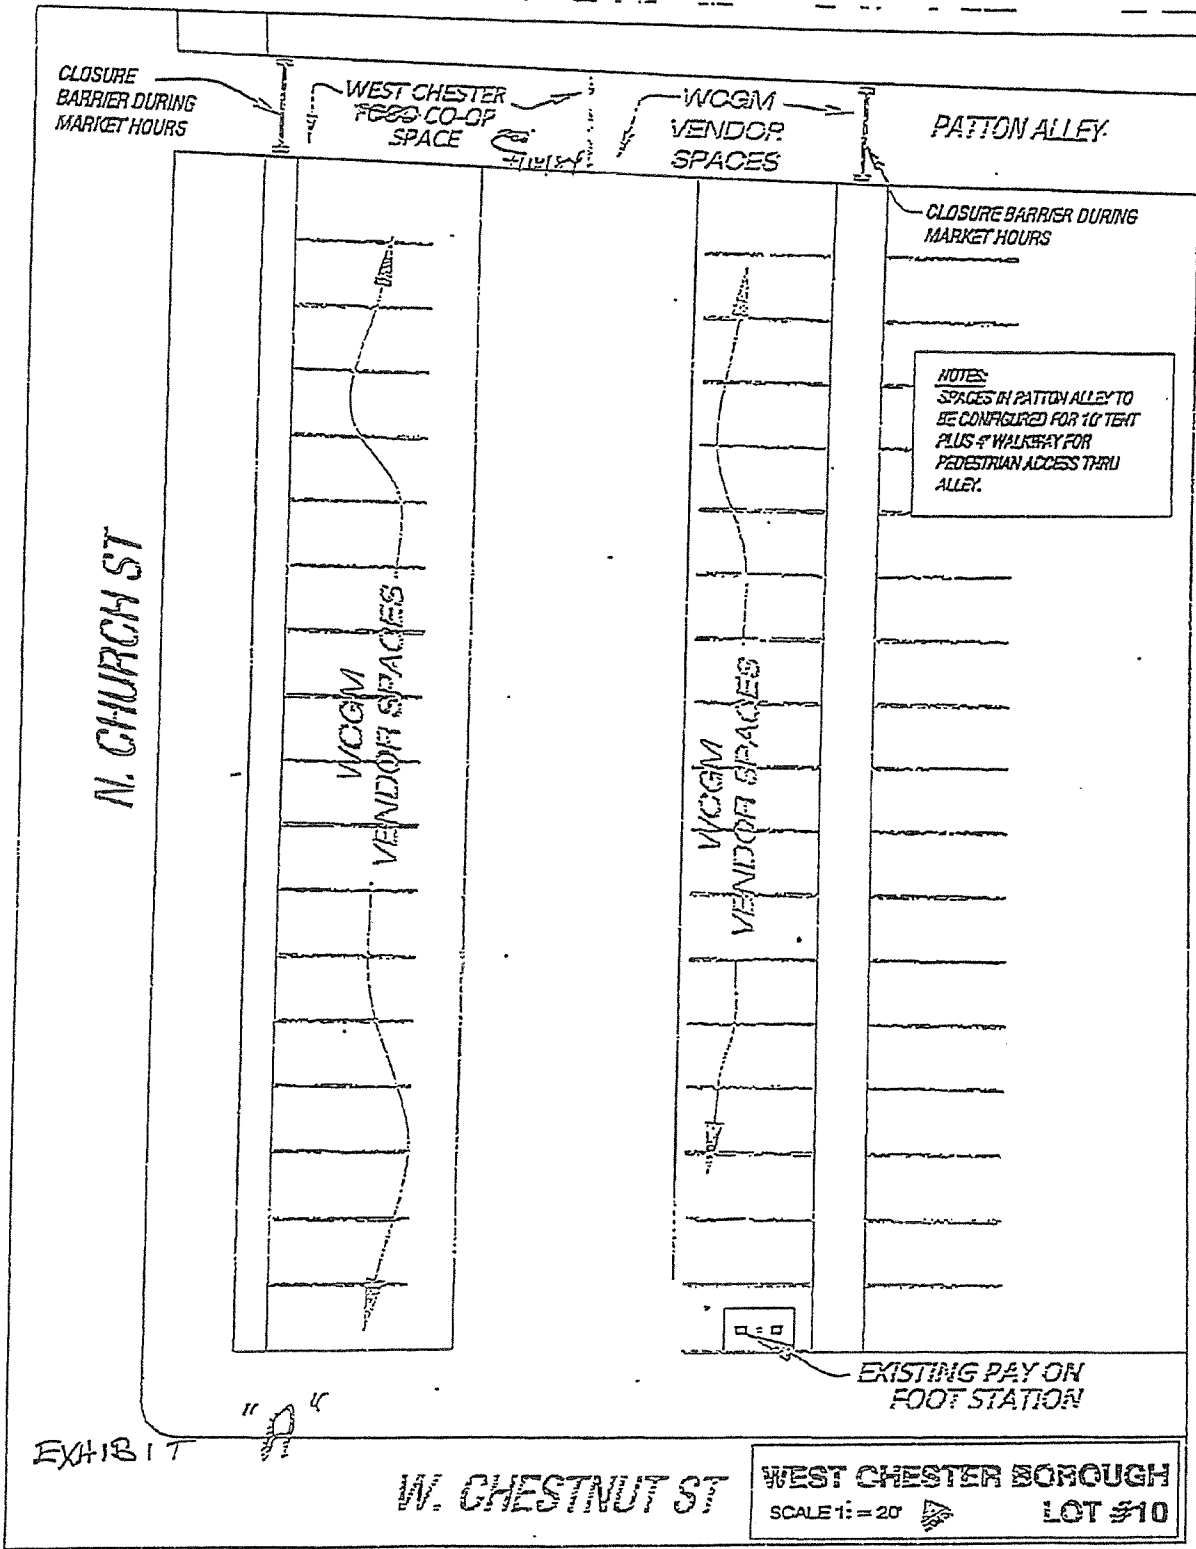 CLOSURE
BARRIER DURING
MARKET HOURS
WEST CHESTER
FOOD CO-OP
SPACE
WCGM
VENDOR
SPACES
PATTON ALLEY
CLOSURE BARRIER DURING
MARKET HOURS
NOTES:
SPACES IN PATTON ALLEY TO
BE CONFIGURED FOR 10' TENT
PLUS 4' WALKWAY FOR
PEDESTRIAN ACCESS THRU
ALLEY.
N. CHURCH ST
WCGM
VENDOR SPACES
WCGM
VENDOR SPACES
EXISTING PAY ON
FOOT STATION
EXHIBIT
W. CHESTNUT ST
WEST CHESTER BOROUGH
SCALE 1: = 20'
LOT #10